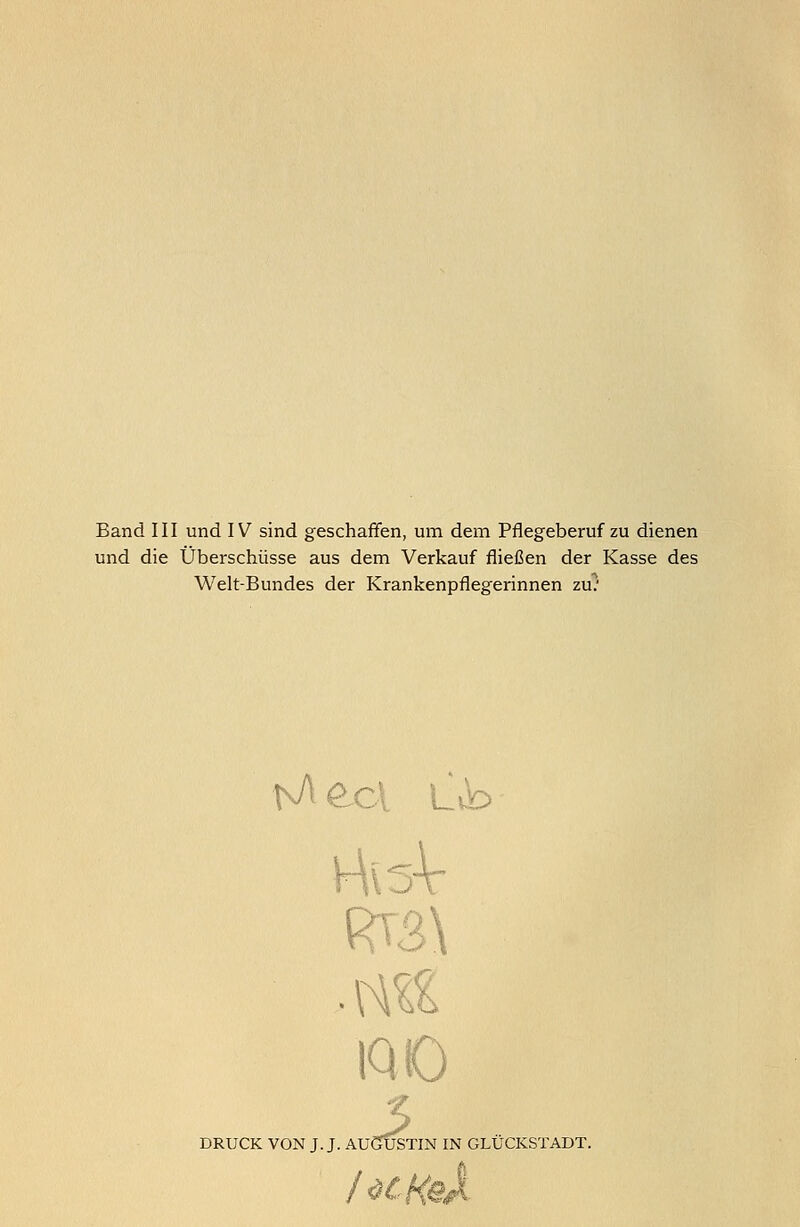 Band III und IV sind geschaffen, um dem Pflegeberuf zu dienen
und die Überschüsse aus dem Verkauf fließen der Kasse des
Welt-Bundes der Krankenpflegerinnen zu.
Med Lib
Hist
RT31
.N88
1910
3
DRUCK VON J. J. AUGUSTIN IN GLÜCKSTADT.